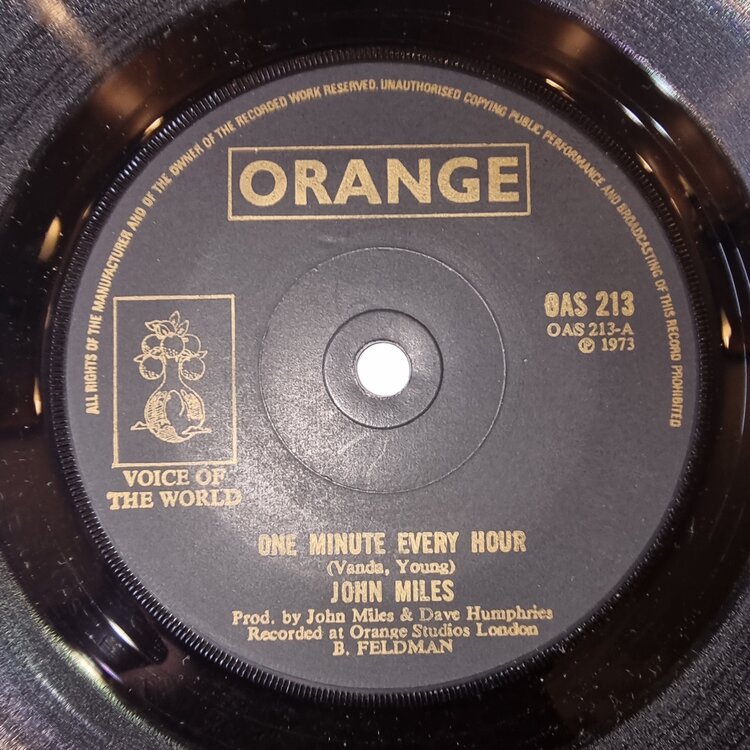 ALL RIGHTS OF THE MANUFACTURER AND OF THE OWNER OF THE RECORDED WORK RESERVED. UNAUTHORISED COPYING PUBLIC PERFORMANCE AND BROADCASTING OF THIS RECORD PROHIBITED
ORANGE
OAS 213
OAS 213-A
℗ 1973
VOICE OF
THE WORLD
ONE MINUTE EVERY HOUR
(Vanda, Young)
JOHN MILES
Prod. by John Miles & Dave Humphries
Recorded at Orange Studios London
B. FELDMAN